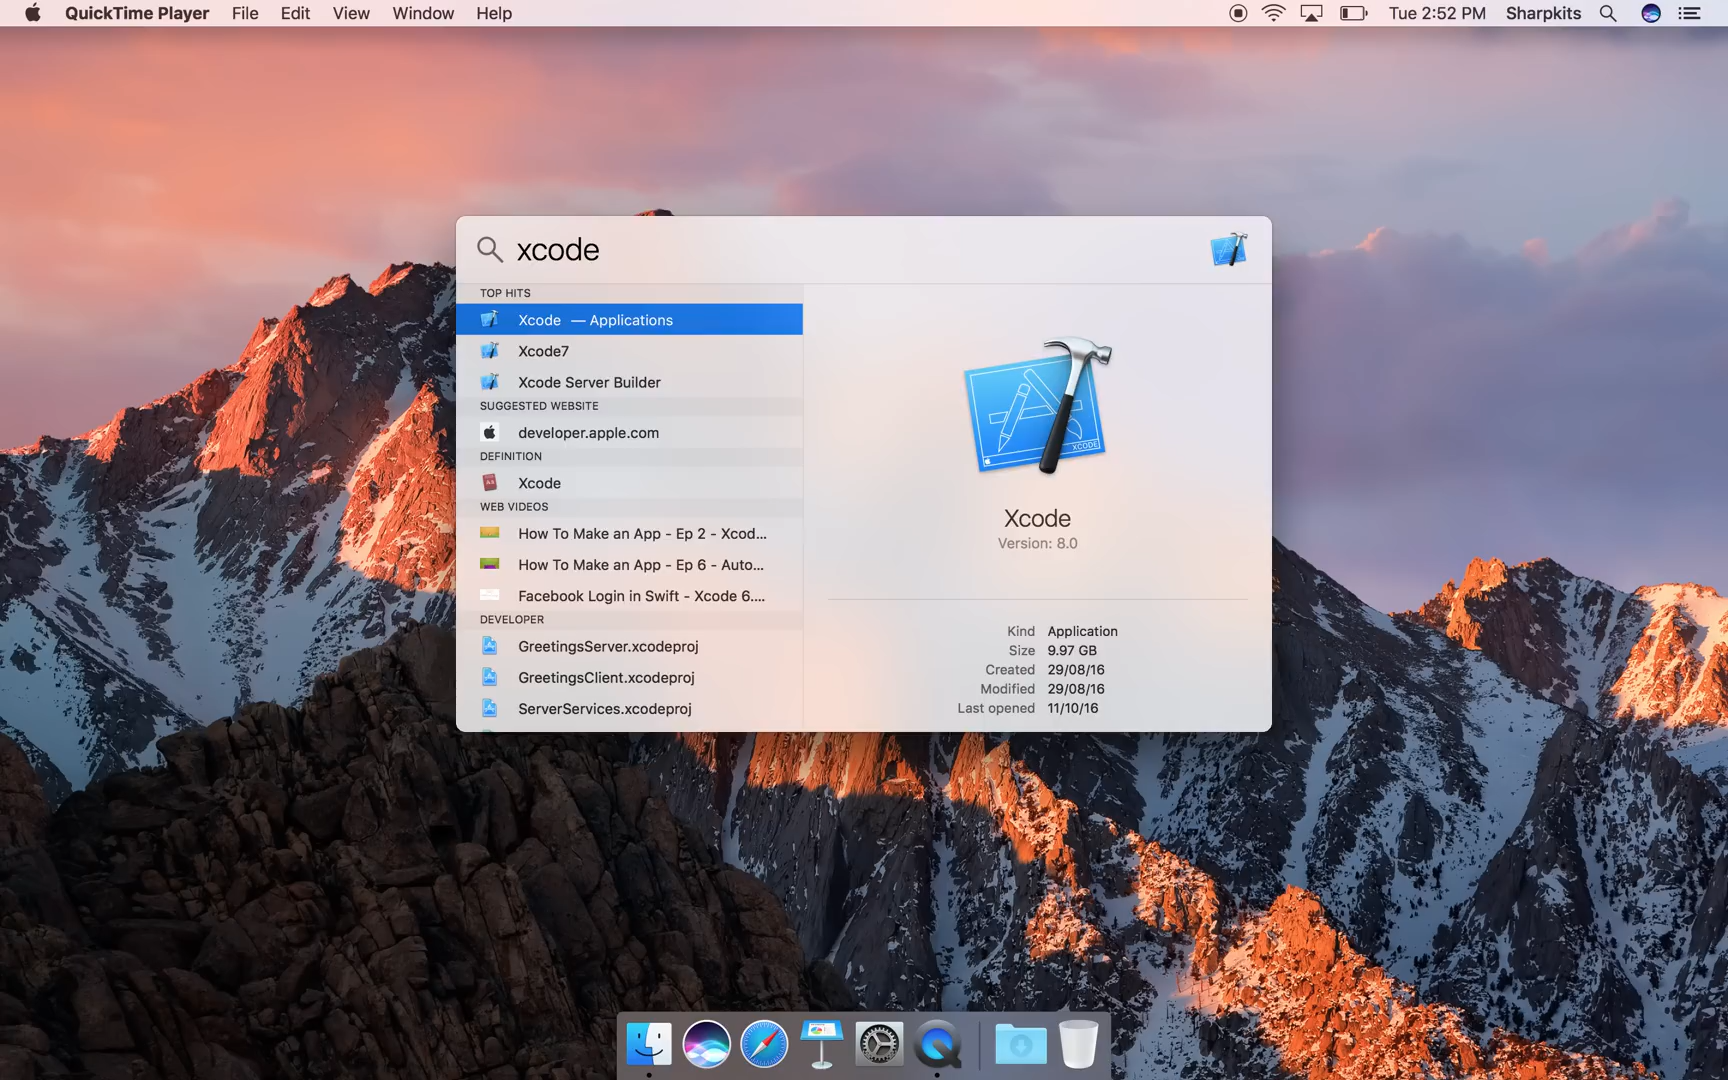 QuickTime Player File Edit View Window Help Tue 2:52 PM Sharpkits
xcode
TOP HITS
Xcode — Applications
Xcode7
Xcode Server Builder
SUGGESTED WEBSITE
developer.apple.com
DEFINITION
Xcode
WEB VIDEOS
How To Make an App - Ep 2 - Xcod...
How To Make an App - Ep 6 - Auto...
Facebook Login in Swift - Xcode 6....
DEVELOPER
GreetingsServer.xcodeproj
GreetingsClient.xcodeproj
ServerServices.xcodeproj
XCODE
Xcode
Version: 8.0
Kind Application
Size 9.97 GB
Created 29/08/16
Modified 29/08/16
Last opened 11/10/16